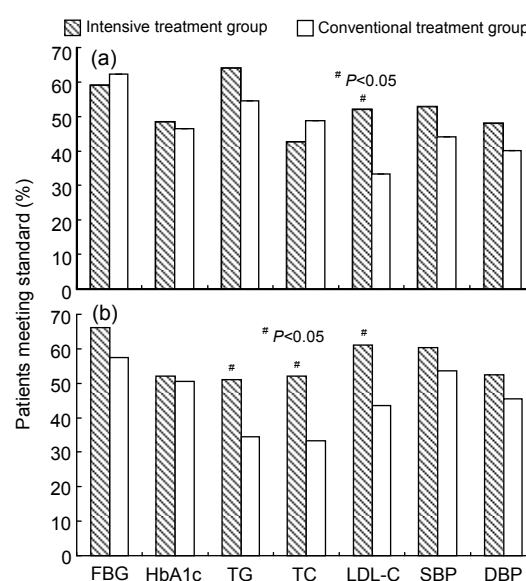 Intensive treatment group Conventional treatment group
(a)
# P<0.05
#
70
60
50
40
30
20
10
0
(b)
# P<0.05
# # #
70
60
50
40
30
20
10
0
Patients meeting standard (%)
FBG HbA1c TG TC LDL-C SBP DBP